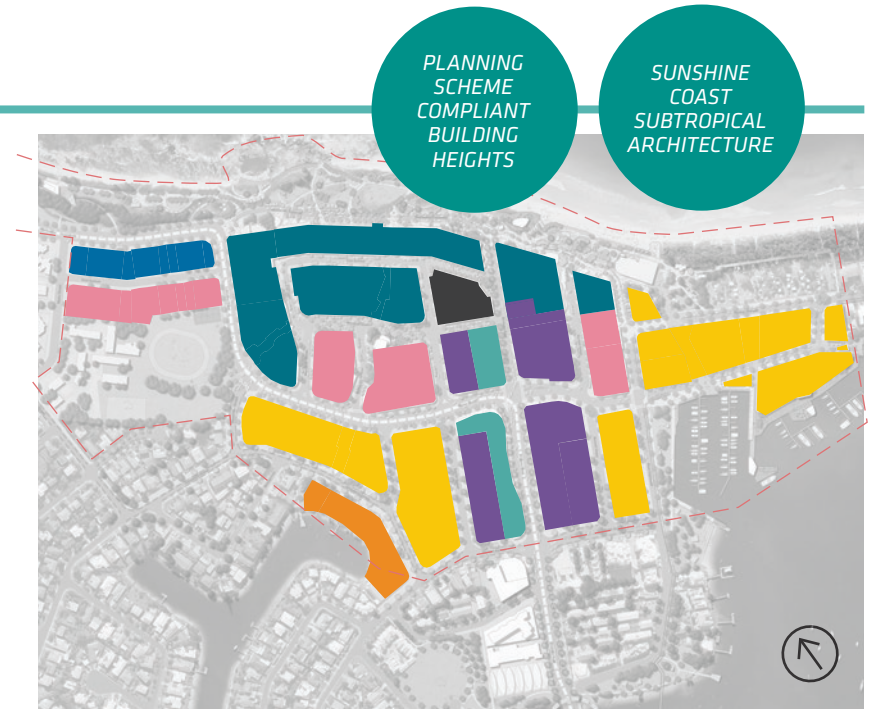 PLANNING
SCHEME
COMPLIANT
BUILDING
HEIGHTS
SUNSHINE
COAST
SUBTROPICAL
ARCHITECTURE